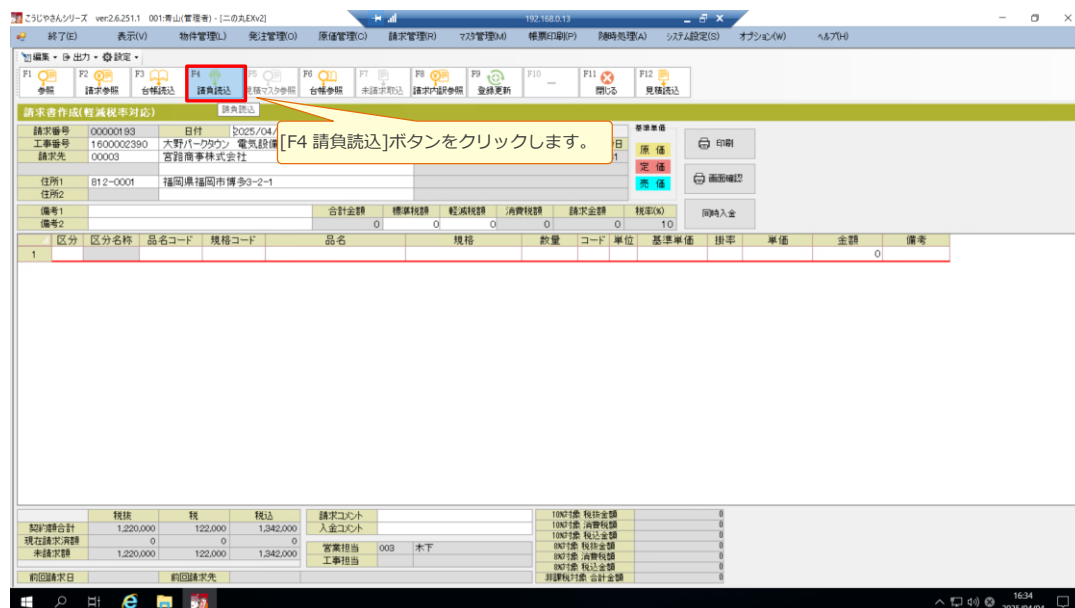 こうじやさんシリーズ ver.2.6.251.1 001:青山(管理者) - [二の丸EXv2]
192.168.0.13
終了(E) 表示(V) 物件管理(L) 発注管理(O) 原価管理(C) 請求管理(R) マスタ管理(M) 帳票印刷(P) 随時処理(A) システム設定(S) オプション(W) ヘルプ(H)
編集 出力 設定
F1 F2 F3 F4 F5 F6 F7 F8 F9 F10 F11 F12
参照 請求参照 台帳読込 請負読込 見積マスタ参照 台帳参照 未請求取込 請求内訳参照 登録更新 閉じる 見積読込
請求書作成(軽減税率対応)
請負読込
[F4 請負読込]ボタンをクリックします。
請求番号 00000193 日付 2025/04/
基準単価
工事番号 1600002390 大野パークタウン 電気設備
日
原 価
印刷
請求先 00003 宮路商事株式会社
定 価
住所1 812-0001 福岡県福岡市博多3-2-1
売 価
画面確認
住所2
備考1 合計金額 標準税額 軽減税額 消費税額 請求金額 税率(%)
同時入金
備考2 0 0 0 0 0 10
区分 区分名称 品名コード 規格コード 品名 規格 数量 コード 単位 基準単価 掛率 単価 金額 備考
1 0
税抜 税 税込
契約額合計 1,220,000 122,000 1,342,000
現在請求済額 0 0 0
未請求額 1,220,000 122,000 1,342,000
前回請求日 前回請求先
請求コメント
入金コメント
営業担当 003 木下
工事担当
10%対象 税抜金額 0
10%対象 消費税額 0
10%対象 税込金額 0
8%対象 税抜金額 0
8%対象 消費税額 0
8%対象 税込金額 0
非課税対象 合計金額 0
16:34
2025/04/04